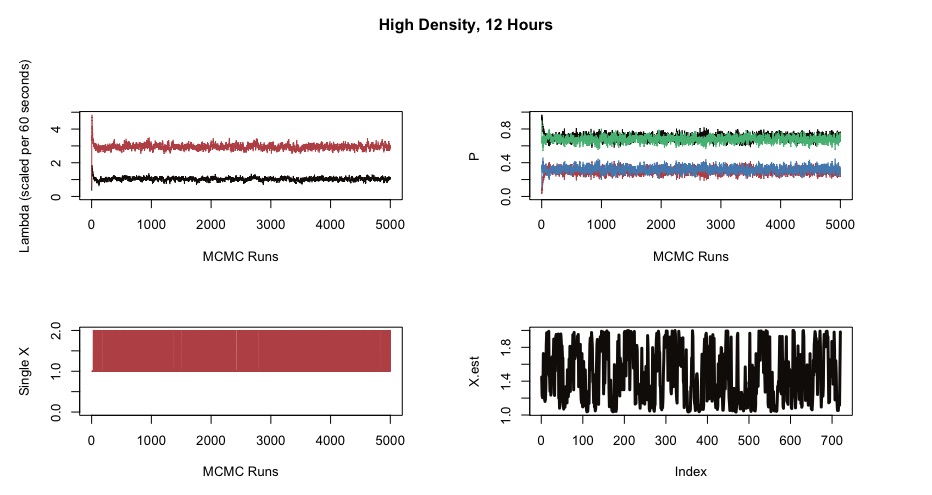 High Density, 12 Hours
Lambda (scaled per 60 seconds)
0 2 4
0 1000 2000 3000 4000 5000
MCMC Runs
P
0.0 0.4 0.8
0 1000 2000 3000 4000 5000
MCMC Runs
Single X
0.0 1.0 2.0
0 1000 2000 3000 4000 5000
MCMC Runs
X.est
1.0 1.4 1.8
0 100 200 300 400 500 600 700
Index